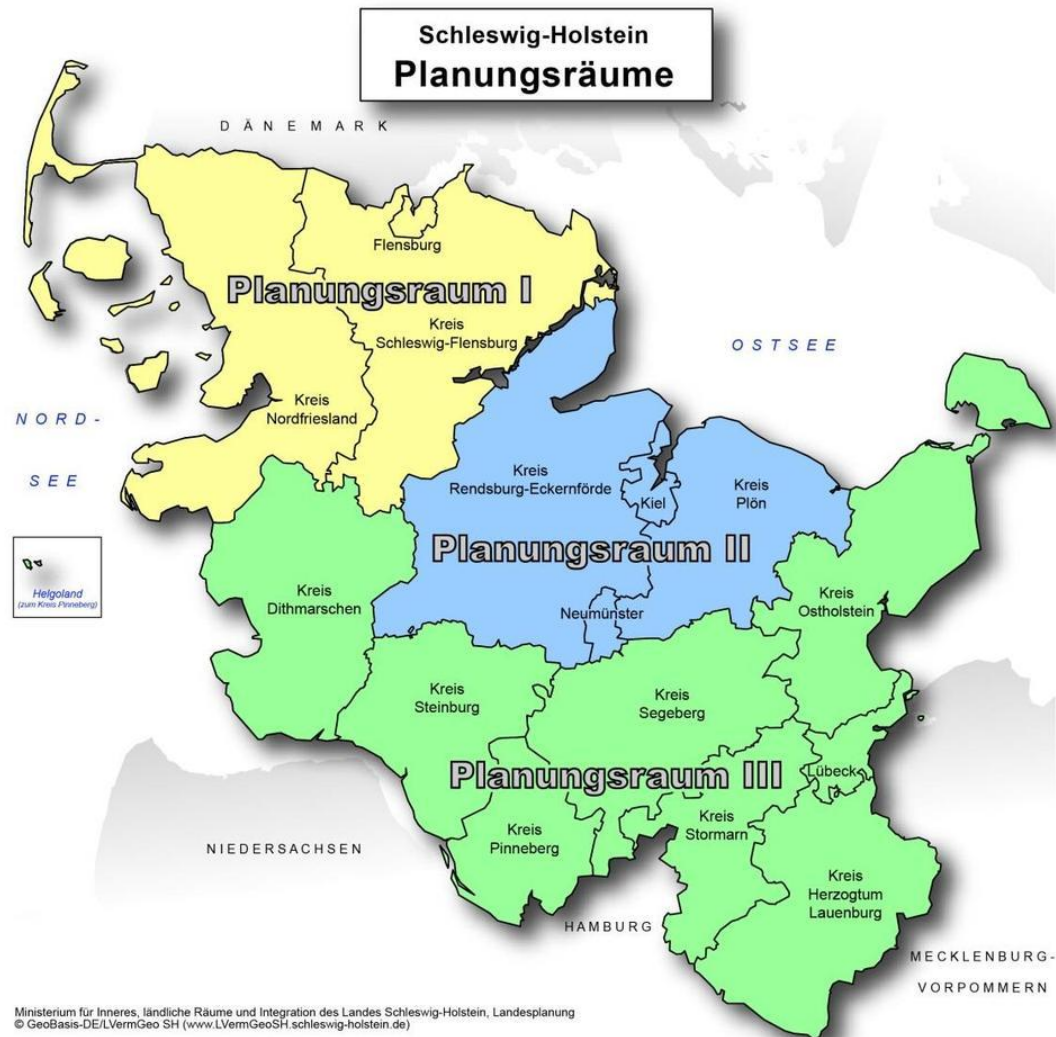 Schleswig-Holstein
Planungsräume
DÄNEMARK
Flensburg
Planungsraum I
Kreis
Schleswig-Flensburg
OSTSEE
Kreis
Nordfriesland
NORD-
SEE
Kreis
Rendsburg-Eckernförde
Kiel
Kreis
Plön
Planungsraum II
Helgoland
(zum Kreis Pinneberg)
Kreis
Dithmarschen
Neumünster
Kreis
Ostholstein
Kreis
Steinburg
Kreis
Segeberg
Planungsraum III
Lübeck
Kreis
Stormarn
Kreis
Pinneberg
NIEDERSACHSEN
Kreis
Herzogtum
Lauenburg
HAMBURG
MECKLENBURG-
VORPOMMERN
Ministerium für Inneres, ländliche Räume und Integration des Landes Schleswig-Holstein, Landesplanung
© GeoBasis-DE/LVermGeo SH (www.LVermGeoSH.schleswig-holstein.de)